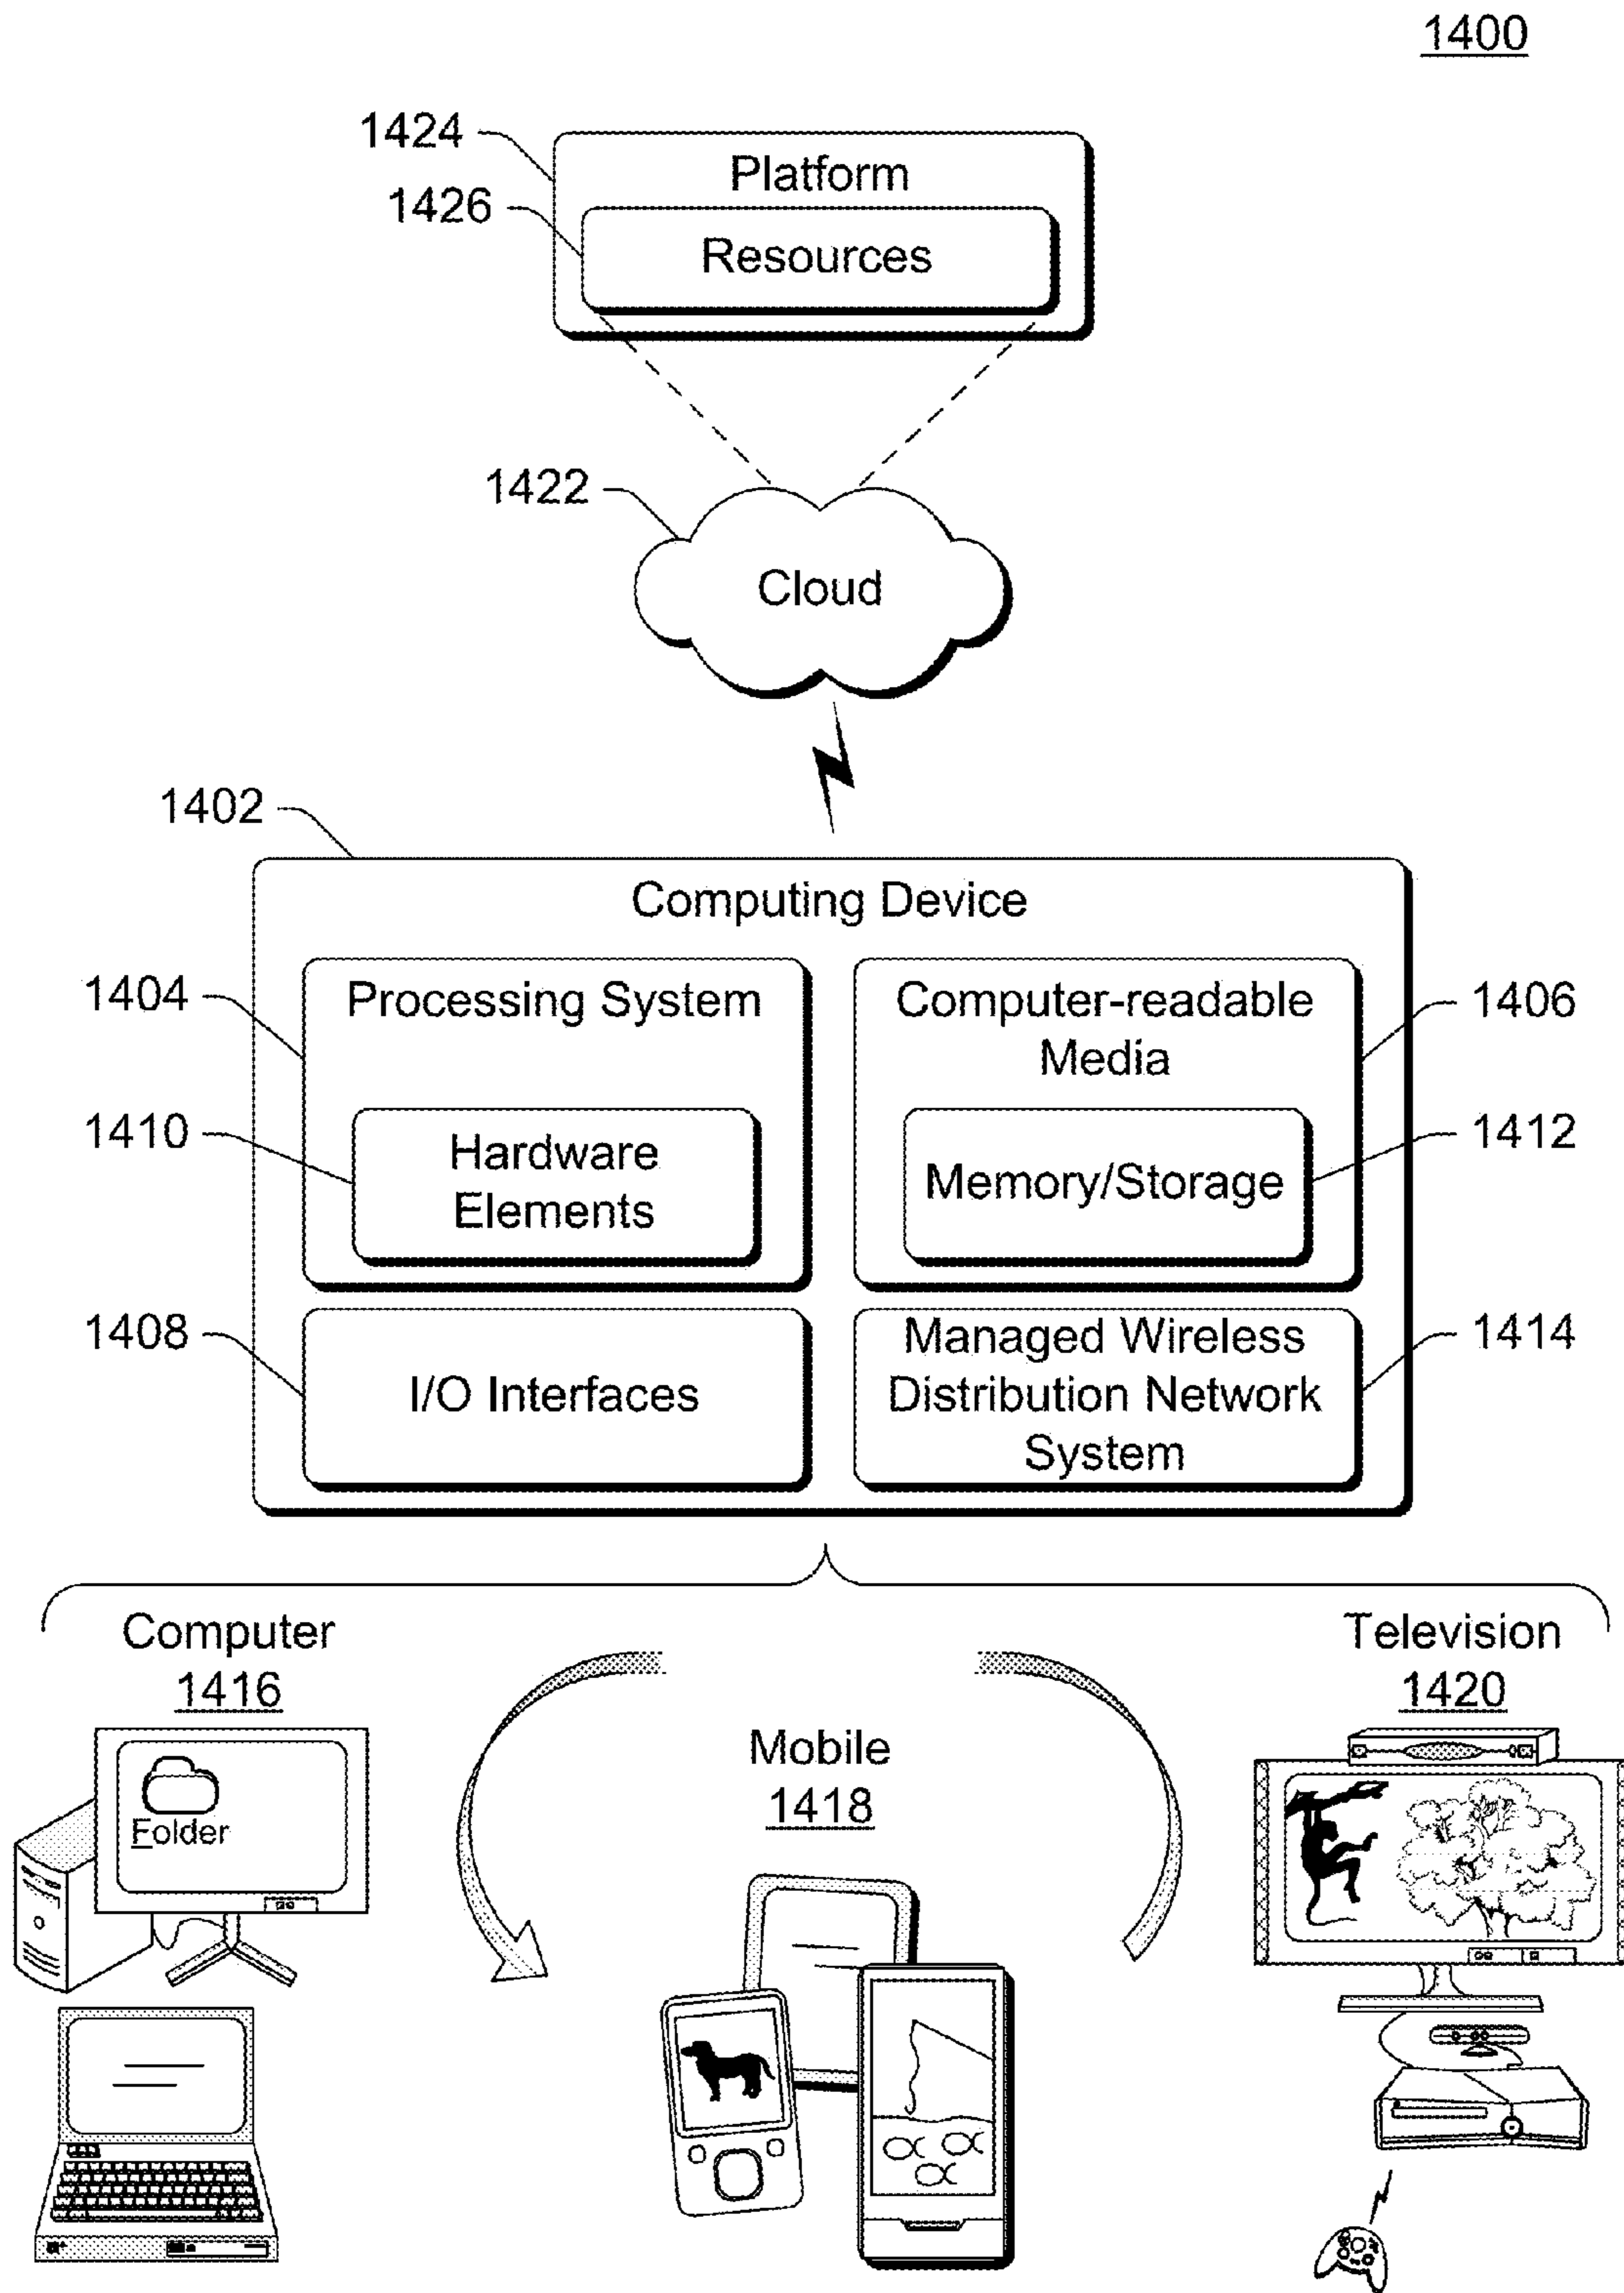 1400
1424
Platform
1426
Resources
1422
Cloud
1402
Computing Device
1404
Processing System
Computer-readable
Media
1406
1410
Hardware
Elements
Memory/Storage
1412
1408
I/O Interfaces
Managed Wireless
Distribution Network
System
1414
Computer
1416
Folder
Mobile
1418
Television
1420